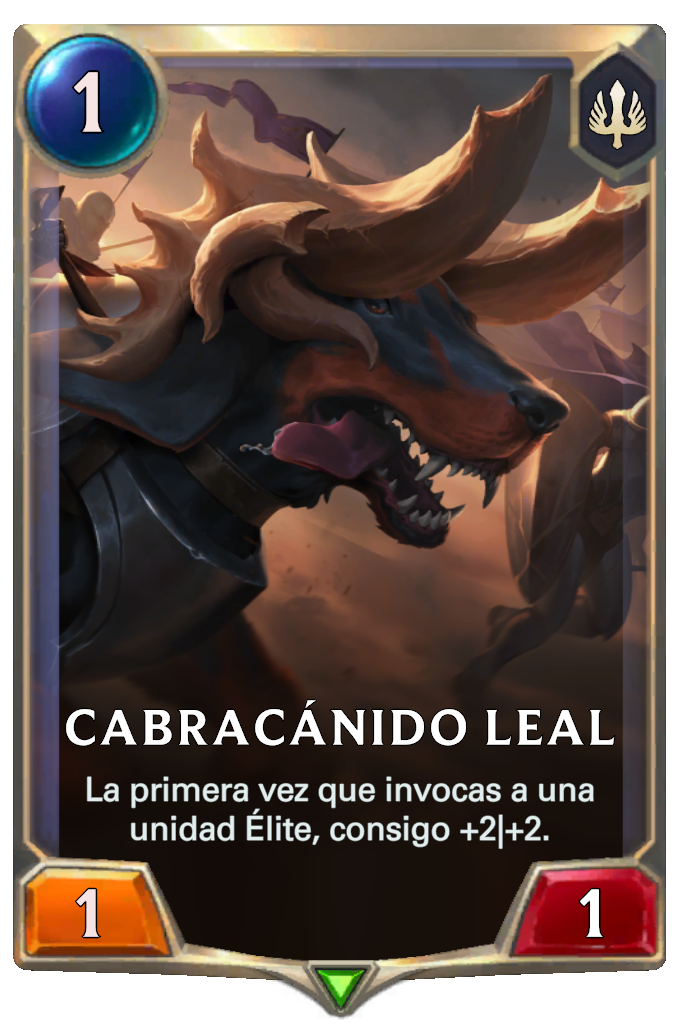 1
CABRACÁNIDO LEAL
La primera vez que invocas a una
unidad Élite, consigo +2|+2.
1
1